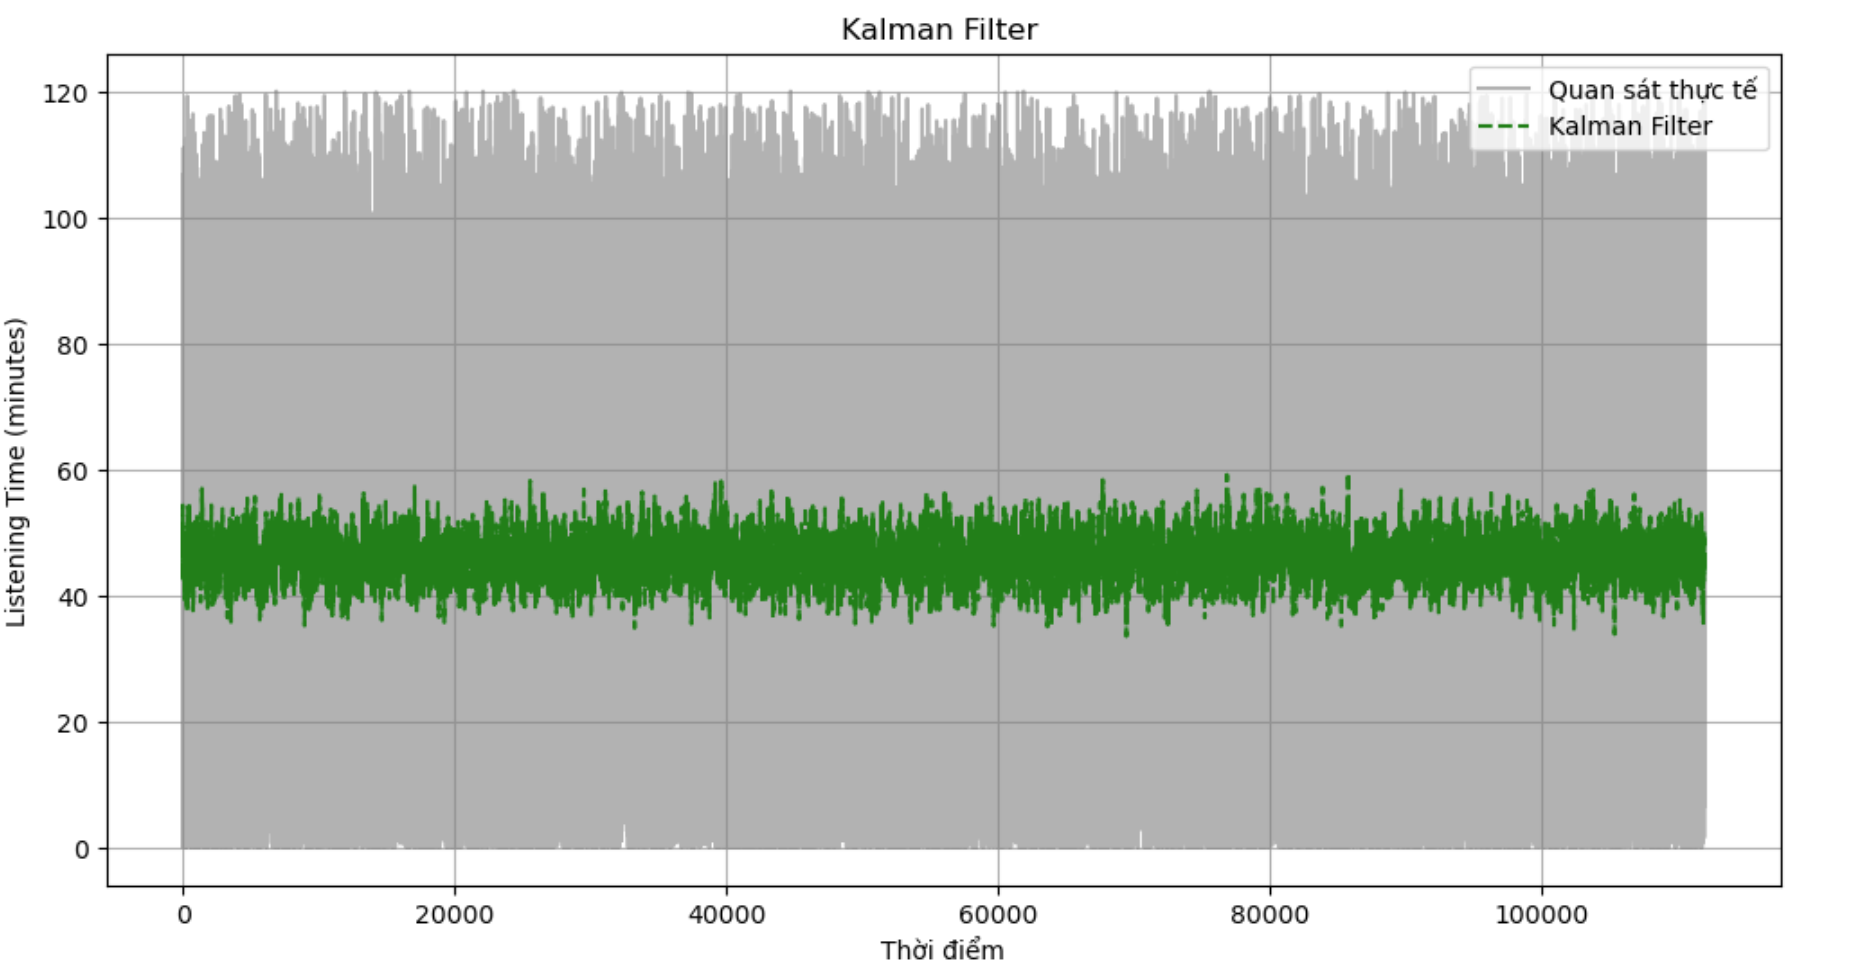 Kalman Filter
Quan sát thực tế
Kalman Filter
Listening Time (minutes)
120
100
80
60
40
20
0
0 20000 40000 60000 80000 100000
Thời điểm